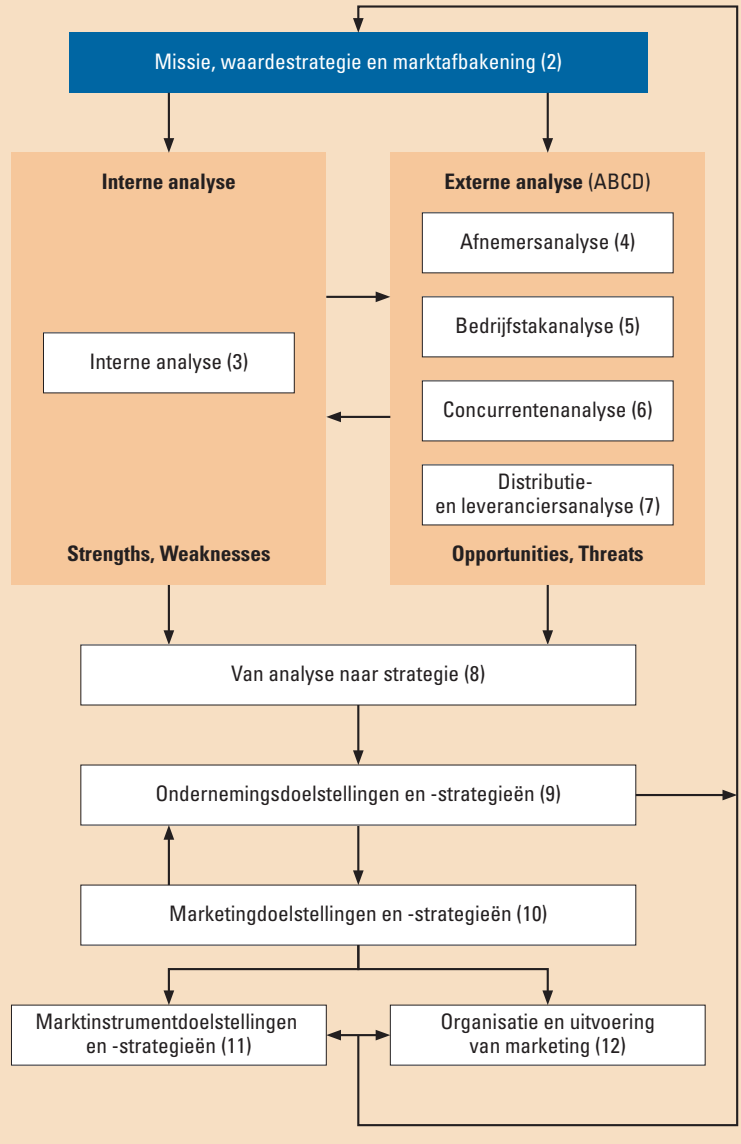 Missie, waardestrategie en marktafbakening (2)
Interne analyse
Interne analyse (3)
Strengths, Weaknesses
Externe analyse (ABCD)
Afnemersanalyse (4)
Bedrijfstakanalyse (5)
Concurrentenanalyse (6)
Distributie-
en leveranciersanalyse (7)
Opportunities, Threats
Van analyse naar strategie (8)
Ondernemingsdoelstellingen en -strategieën (9)
Marketingdoelstellingen en -strategieën (10)
Marktinstrumentdoelstellingen
en -strategieën (11)
Organisatie en uitvoering
van marketing (12)